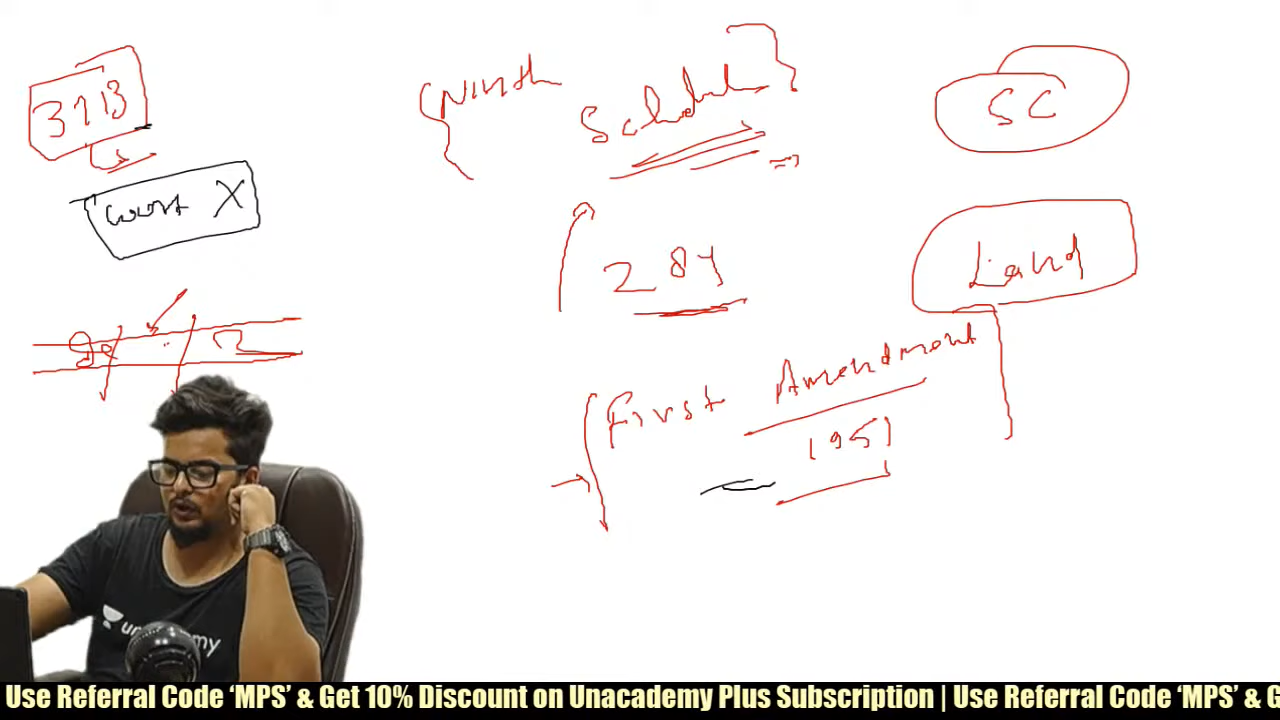 31B
Court X
Ninth
Schedule
SC
284
Land
First Amendment
1951
unacademy
Use Referral Code ‘MPS’ & Get 10% Discount on Unacademy Plus Subscription | Use Referral Code ‘MPS’ & G